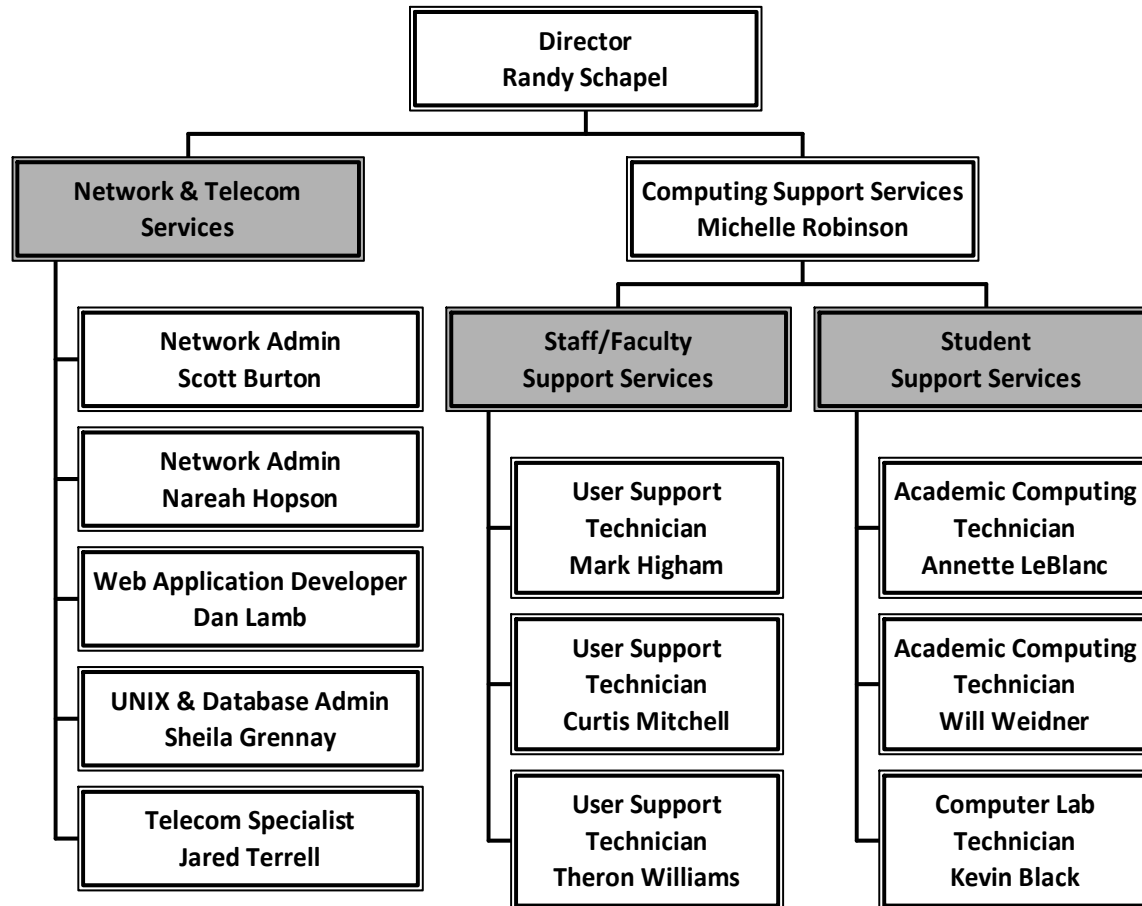 Director
Randy Schapel
Network & Telecom
Services
Computing Support Services
Michelle Robinson
Network Admin
Scott Burton
Network Admin
Nareah Hopson
Web Application Developer
Dan Lamb
UNIX & Database Admin
Sheila Grennay
Telecom Specialist
Jared Terrell
Staff/Faculty
Support Services
User Support
Technician
Mark Higham
User Support
Technician
Curtis Mitchell
User Support
Technician
Theron Williams
Student
Support Services
Academic Computing
Technician
Annette LeBlanc
Academic Computing
Technician
Will Weidner
Computer Lab
Technician
Kevin Black